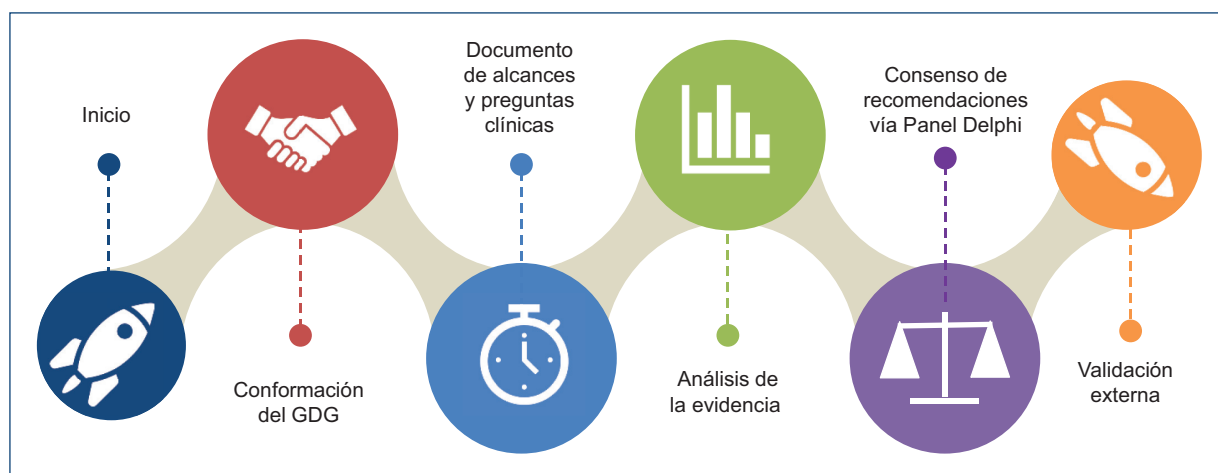 Inicio
Conformación
del GDG
Documento
de alcances
y preguntas
clínicas
Análisis de
la evidencia
Consenso de
recomendaciones
vía Panel Delphi
Validación
externa